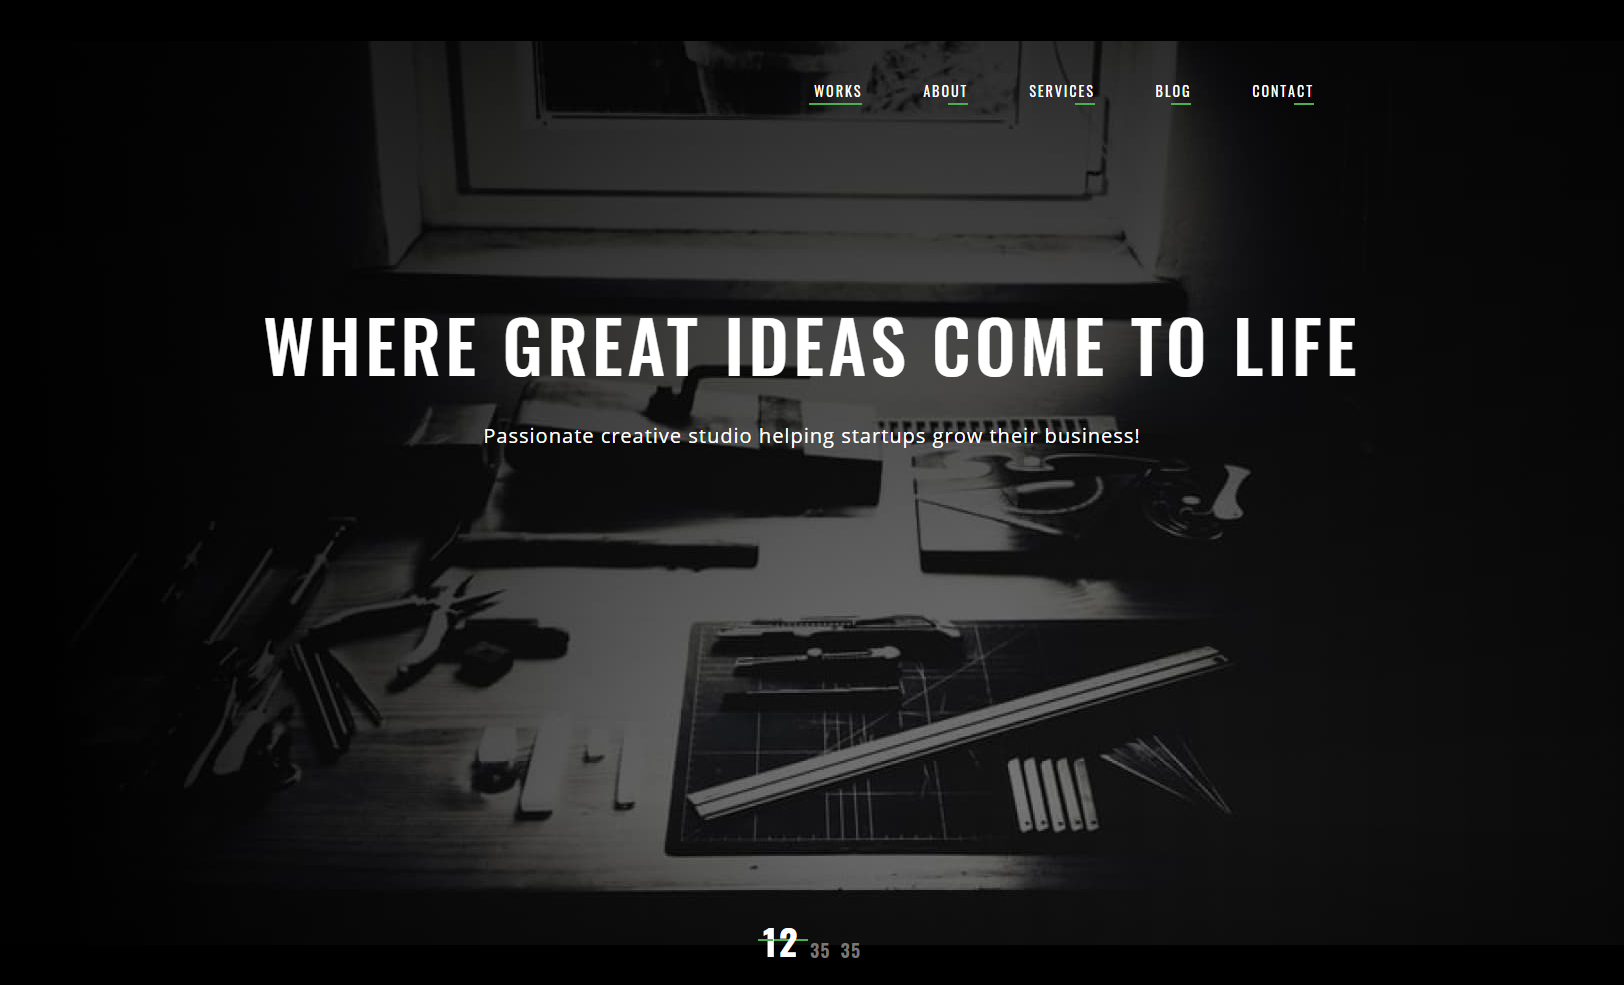 WORKS ABOUT SERVICES BLOG CONTACT
WHERE GREAT IDEAS COME TO LIFE
Passionate creative studio helping startups grow their business!
12 35 35